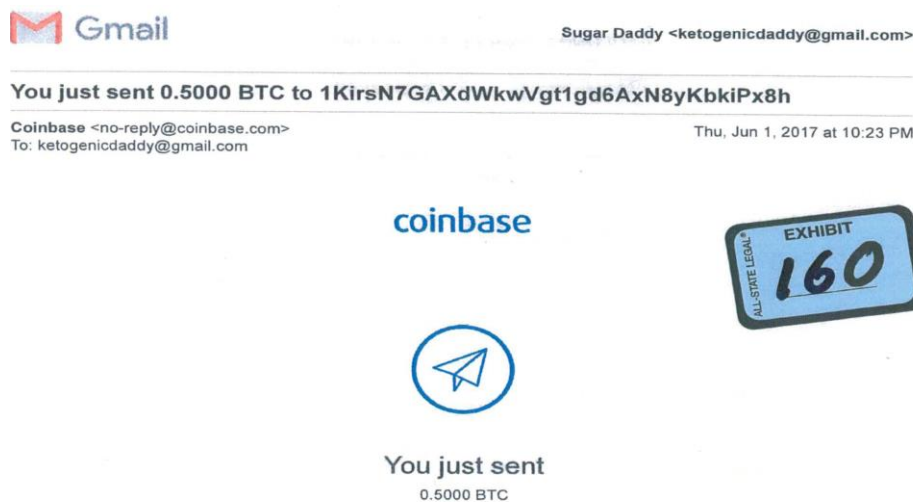 Gmail
Sugar Daddy <ketogenicdaddy@gmail.com>
You just sent 0.5000 BTC to 1KirsN7GAXdWkwVgt1gd6AxN8yKbkiPx8h
Coinbase <no-reply@coinbase.com>
To: ketogenicdaddy@gmail.com
Thu, Jun 1, 2017 at 10:23 PM
coinbase
ALL-STATE LEGAL®
EXHIBIT
160
You just sent
0.5000 BTC